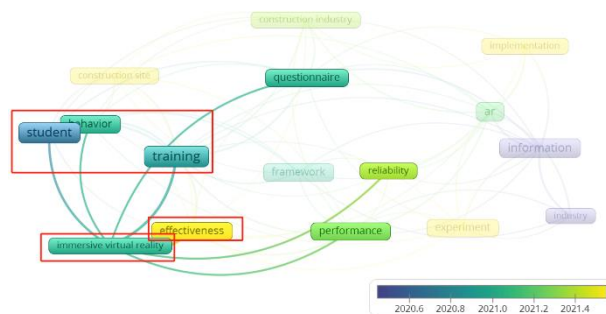 construction industry
implementation
construction site
questionnaire
ar
behavior
student
training
information
framework
reliability
industry
effectiveness
performance
experiment
immersive virtual reality
2020.6 2020.8 2021.0 2021.2 2021.4